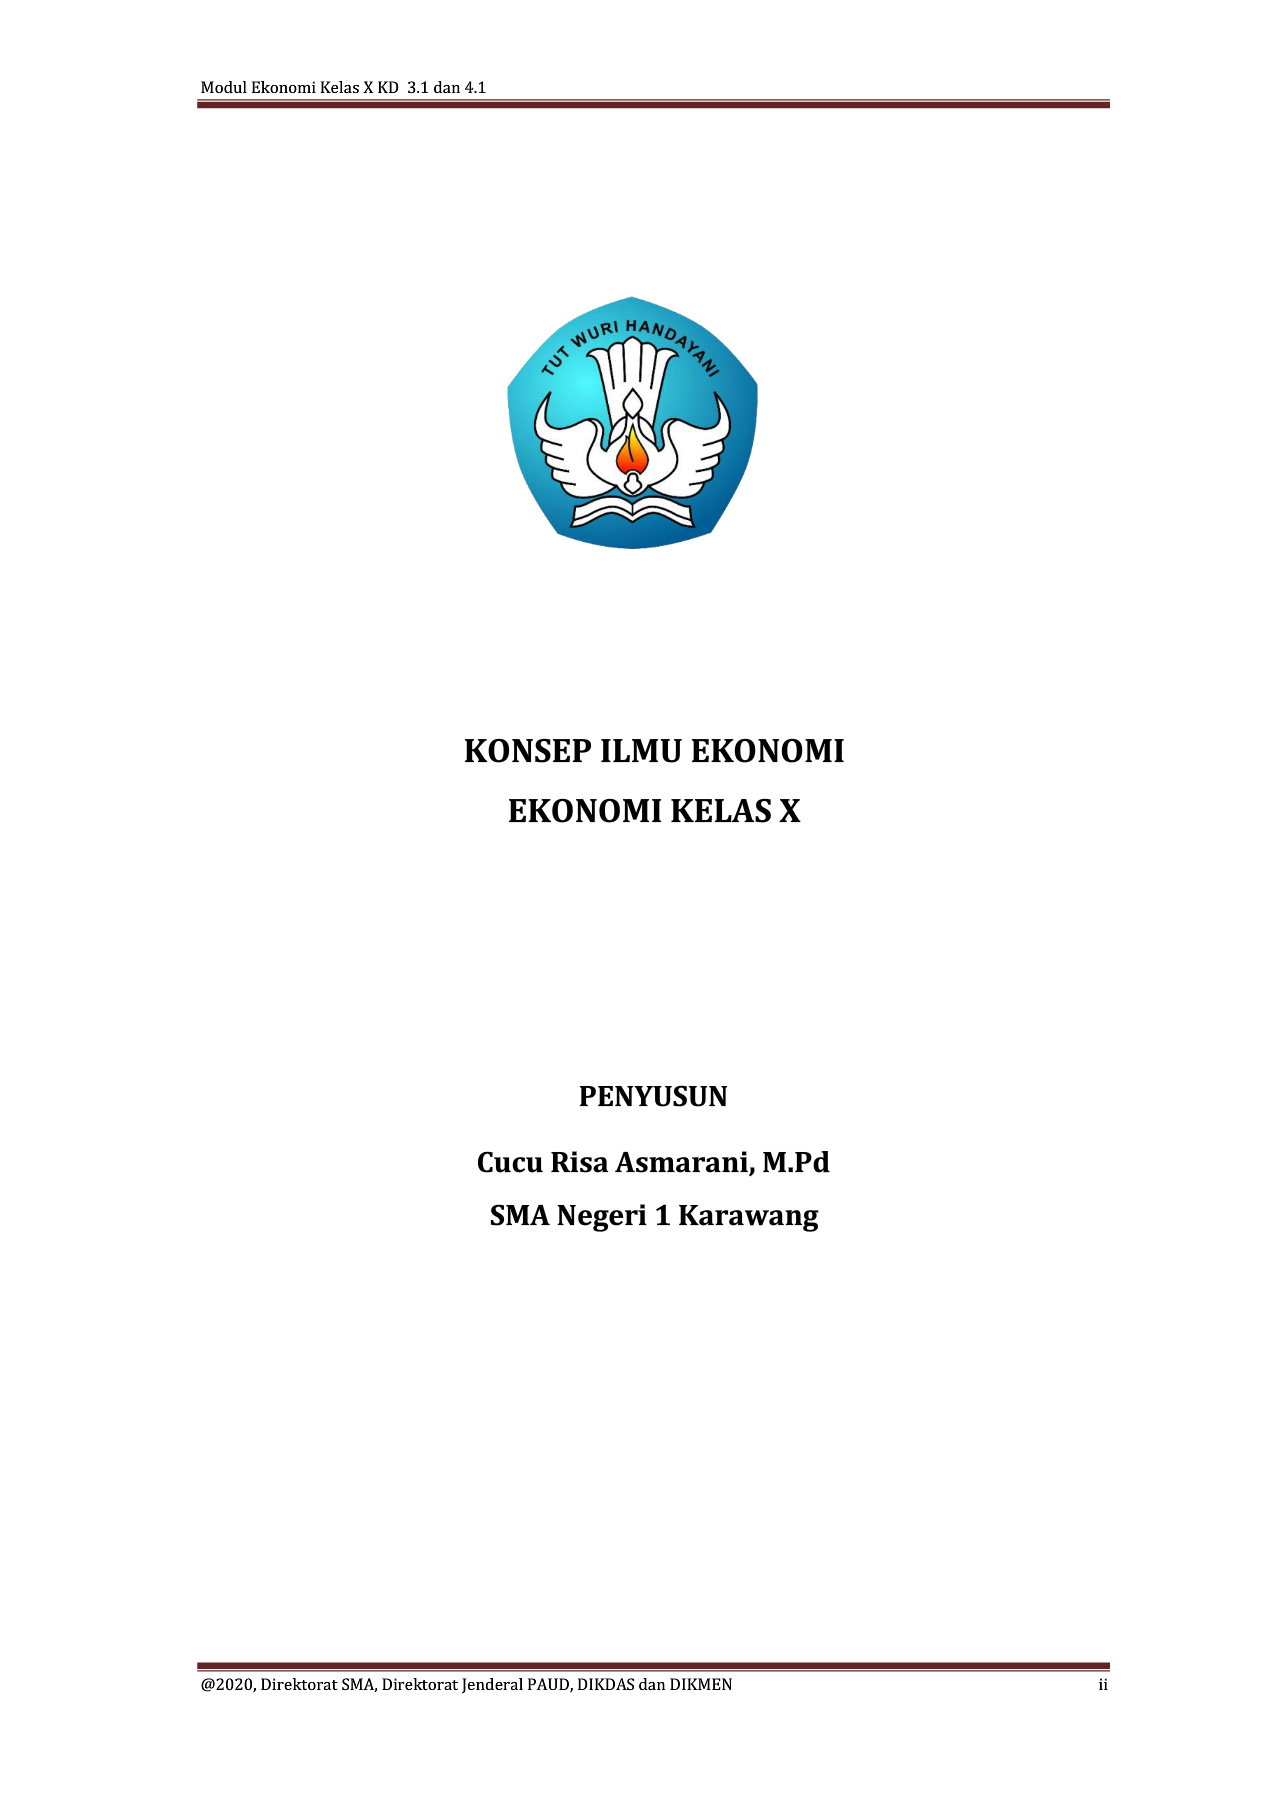 Modul Ekonomi Kelas X KD  3.1 dan 4.1
TUT WURI HANDAYANI
KONSEP ILMU EKONOMI
EKONOMI KELAS X
PENYUSUN
Cucu Risa Asmarani, M.Pd
SMA Negeri 1 Karawang
@2020, Direktorat SMA, Direktorat Jenderal PAUD, DIKDAS dan DIKMEN ii